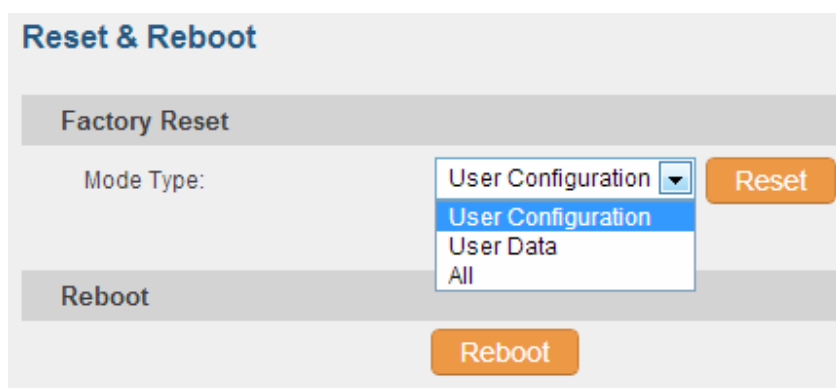 Reset & Reboot
Factory Reset
Mode Type: User Configuration Reset
User Configuration
User Data
All
Reboot
Reboot